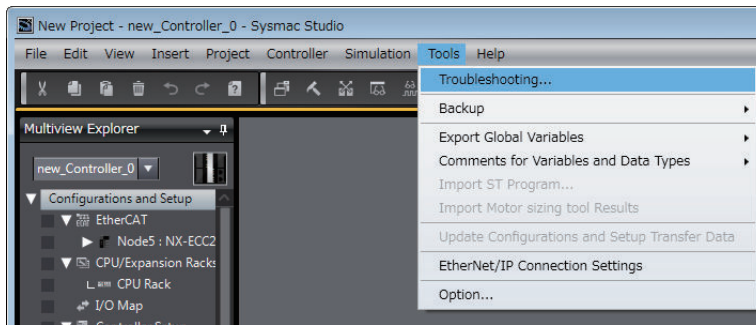 New Project - new_Controller_0 - Sysmac Studio
File Edit View Insert Project Controller Simulation Tools Help
Troubleshooting...
Backup
Export Global Variables
Comments for Variables and Data Types
Import ST Program...
Import Motor sizing tool Results
Update Configurations and Setup Transfer Data
EtherNet/IP Connection Settings
Option...
Multiview Explorer
new_Controller_0
Configurations and Setup
EtherCAT
Node5 : NX-ECC2
CPU/Expansion Racks
CPU Rack
I/O Map